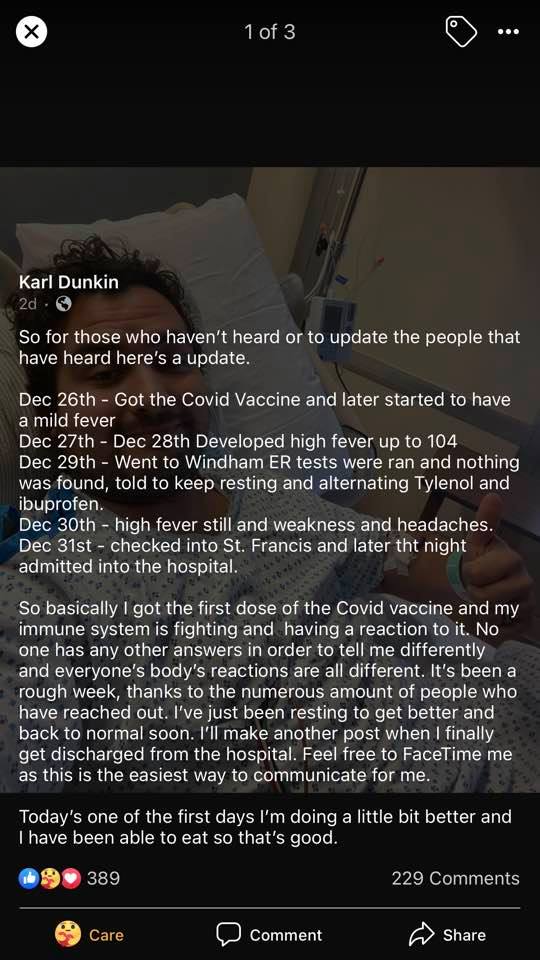 1 of 3
Karl Dunkin
2d ·
So for those who haven't heard or to update the people that
have heard here's a update.
Dec 26th - Got the Covid Vaccine and later started to have
a mild fever
Dec 27th - Dec 28th Developed high fever up to 104
Dec 29th - Went to Windham ER tests were ran and nothing
was found, told to keep resting and alternating Tylenol and
ibuprofen.
Dec 30th - high fever still and weakness and headaches.
Dec 31st - checked into St. Francis and later tht night
admitted into the hospital.
So basically I got the first dose of the Covid vaccine and my
immune system is fighting and  having a reaction to it. No
one has any other answers in order to tell me differently
and everyone's body's reactions are all different. It's been a
rough week, thanks to the numerous amount of people who
have reached out. I've just been resting to get better and
back to normal soon. I'll make another post when I finally
get discharged from the hospital. Feel free to FaceTime me
as this is the easiest way to communicate for me.
Today's one of the first days I'm doing a little bit better and
I have been able to eat so that's good.
389 229 Comments
Care Comment Share